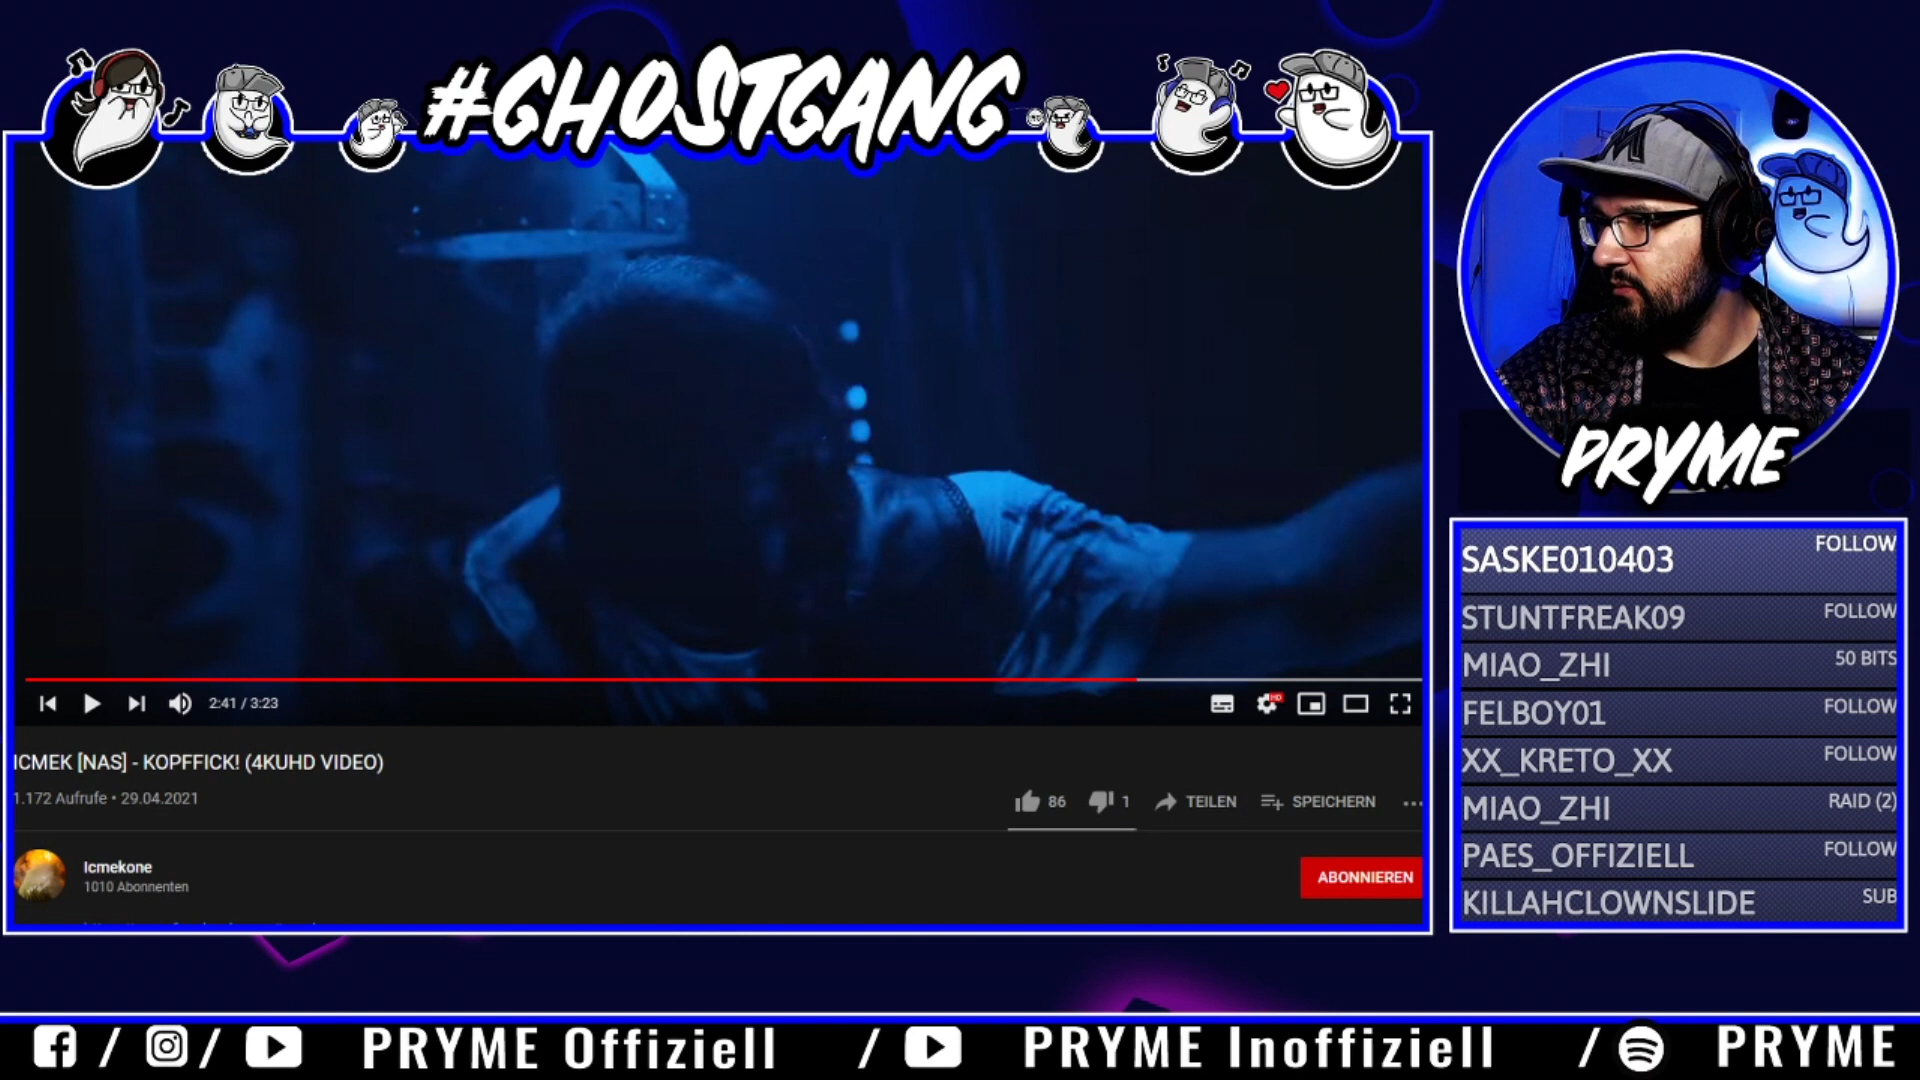 #GHOSTGANG
PRYME
2:41 / 3:23
HD
ICMEK [NAS] - KOPFFICK! (4KUHD VIDEO)
1.172 Aufrufe • 29.04.2021
86
1
TEILEN
SPEICHERN
Icmekone
1010 Abonnenten
ABONNIEREN
SASKE010403 FOLLOW
STUNTFREAK09 FOLLOW
MIAO_ZHI 50 BITS
FELBOY01 FOLLOW
XX_KRETO_XX FOLLOW
MIAO_ZHI RAID (2)
PAES_OFFIZIELL FOLLOW
KILLAHCLOWNSLIDE SUB
/ / PRYME Offiziell / PRYME Inoffiziell / PRYME